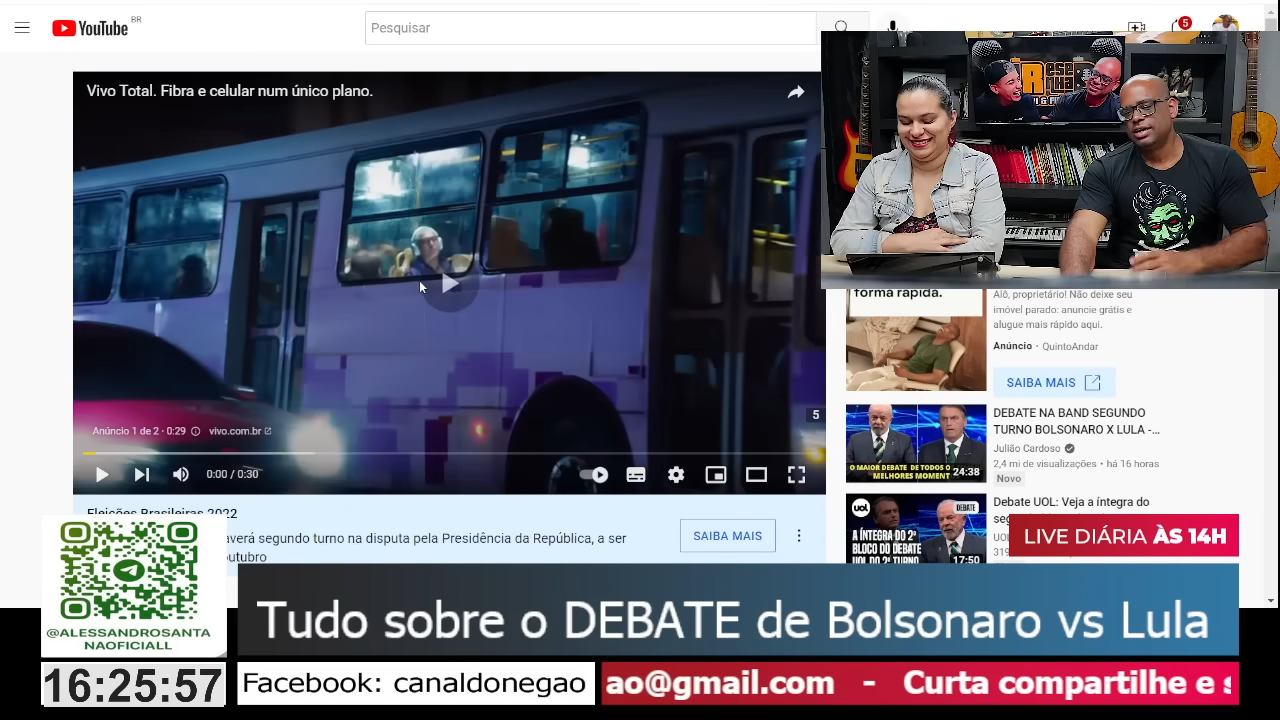 YouTube BR
Pesquisar
5
Vivo Total. Fibra e celular num único plano.
5
Anúncio 1 de 2 · 0:29
vivo.com.br
0:00 / 0:30
Eleições Brasileiras 2022
averá segundo turno na disputa pela Presidência da República, a ser
outubro
SAIBA MAIS
forma rápida.
Alô, proprietário! Não deixe seu
imóvel parado: anuncie grátis e
alugue mais rápido aqui.
Anúncio · QuintoAndar
SAIBA MAIS
O MAIOR DEBATE DE TODOS O
MELHORES MOMENT
24:38
DEBATE NA BAND SEGUNDO
TURNO BOLSONARO X LULA -...
Julião Cardoso
2,4 mi de visualizações • há 16 horas
Novo
uol
DEBATE
A ÍNTEGRA DO 2º
BLOCO DO DEBATE
UOL DO 2º TURNO
17:50
Debate UOL: Veja a íntegra do
seg
UOL
319
LIVE DIÁRIA ÀS 14H
@ALESSANDROSANTA
NAOFICIALL
Tudo sobre o DEBATE de Bolsonaro vs Lula
16:25:57
Facebook: canaldonegao
ao@gmail.com - Curta compartilhe e s